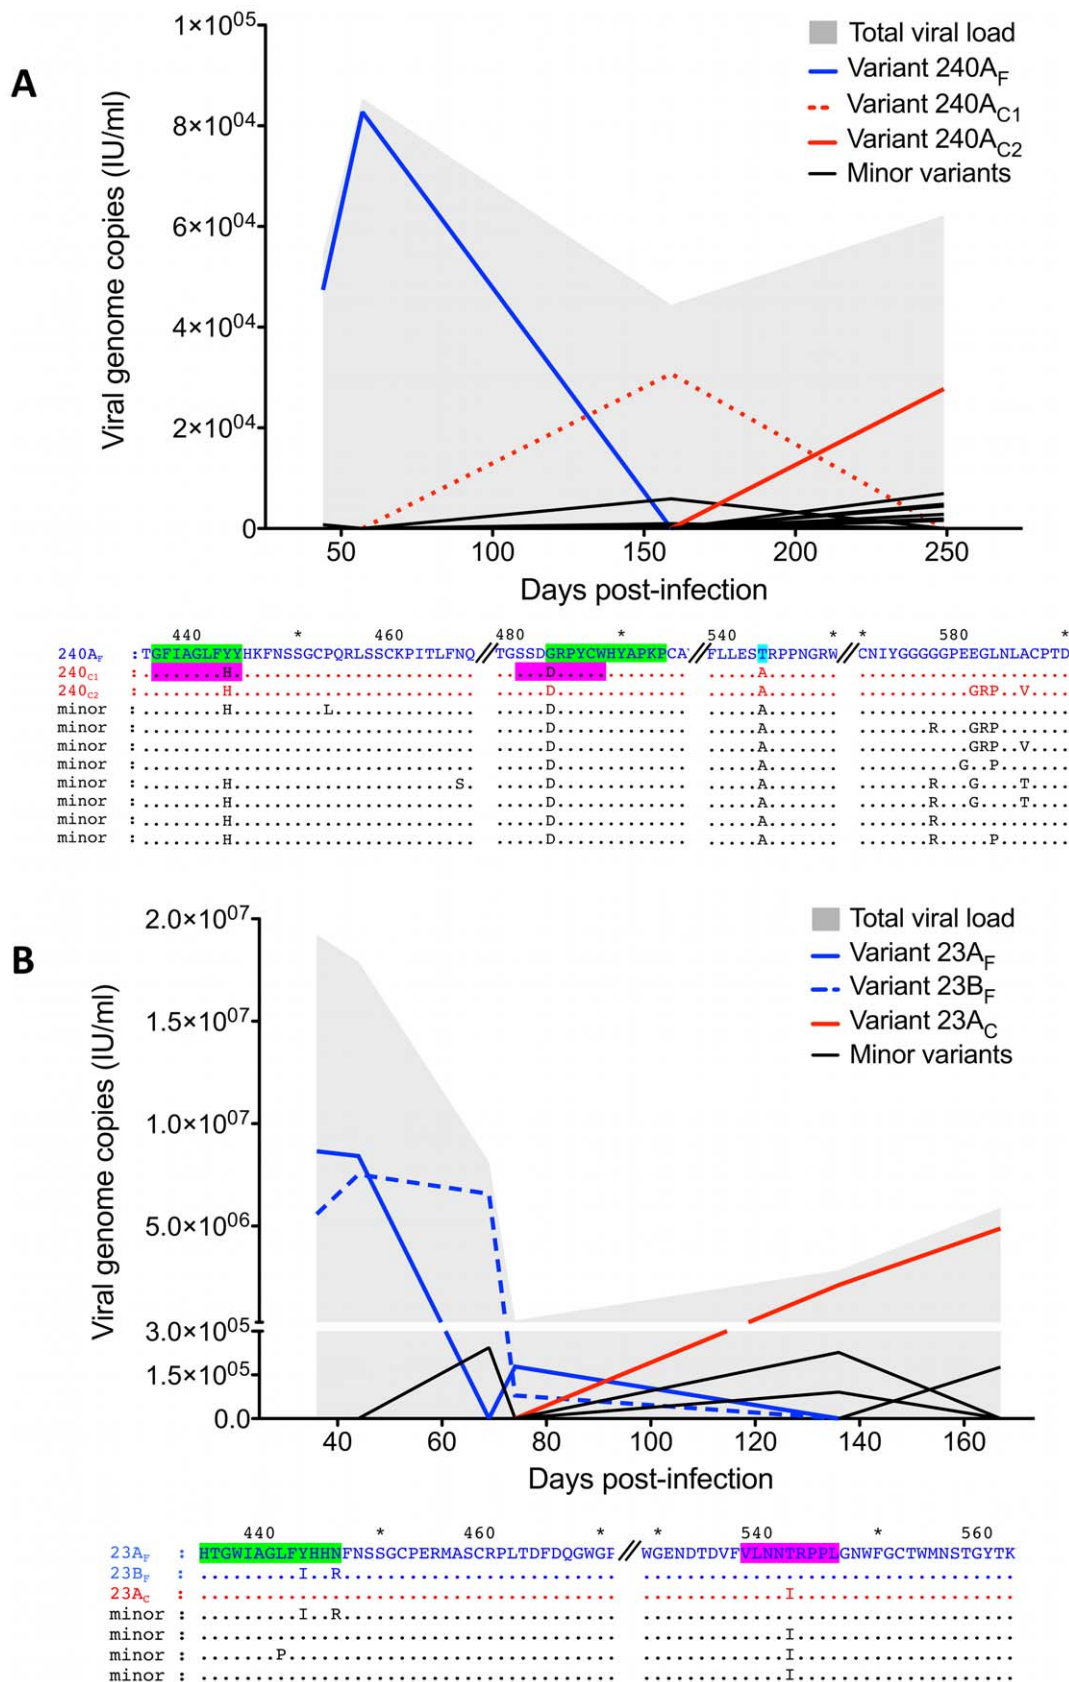 A
Viral genome copies (IU/ml)
1×10⁰⁵
8×10⁰⁴
6×10⁰⁴
4×10⁰⁴
2×10⁰⁴
0
50 100 150 200 250
Days post-infection
Total viral load
Variant 240A_F
Variant 240A_C1
Variant 240A_C2
Minor variants
440 * 460 480 * 540 * * 580 *
240A_F :TGFIAGLFYYHKFNSSGCPQRLSSCKPITLFNQ // TGSSDGRPYCWHYAPKPCA // FLLESTRPPNGRW // CNIYGGGGGPEEGLNLACPTD
240_C1 :........H........................ .....D............. .....A....... .....................
240_C2 :........H........................ .....D............. .....A....... ...........GRP..V....
minor :........H.........L.............. .....D............. .....A....... .....................
minor :................................. .....D............. .....A....... .......R...GRP.......
minor :................................. .....D............. .....A....... ...........GRP..V....
minor :................................. .....D............. .....A....... ..........G..P.......
minor :........H......................S. .....D............. .....A....... .......R...G....T....
minor :........H........................ .....D............. .....A....... .......R...G....T....
minor :........H........................ .....D............. .....A....... .......R.............
minor :........H........................ .....D............. .....A....... .......R.....P.......
B
Viral genome copies (IU/ml)
2.0×10⁰⁷
1.5×10⁰⁷
1.0×10⁰⁷
5.0×10⁰⁶
3.0×10⁰⁵
1.5×10⁰⁵
0.0
40 60 80 100 120 140 160
Days post-infection
Total viral load
Variant 23A_F
Variant 23B_F
Variant 23A_C
Minor variants
440 * 460 * * 540 * 560
23A_F : HTGWIAGLFYHHNFNSSGCPERMASCRPLTDFDQGWGP // WGENDTDVFVLNNTRPPLGNWFGCTWMNSTGYTK
23B_F : .........I..R......................... ..................................
23A_C : ...................................... .............I....................
minor : .........I..R......................... ..................................
minor : ...................................... .............I....................
minor : .......P.............................. .............I....................
minor : ...................................... .............I....................